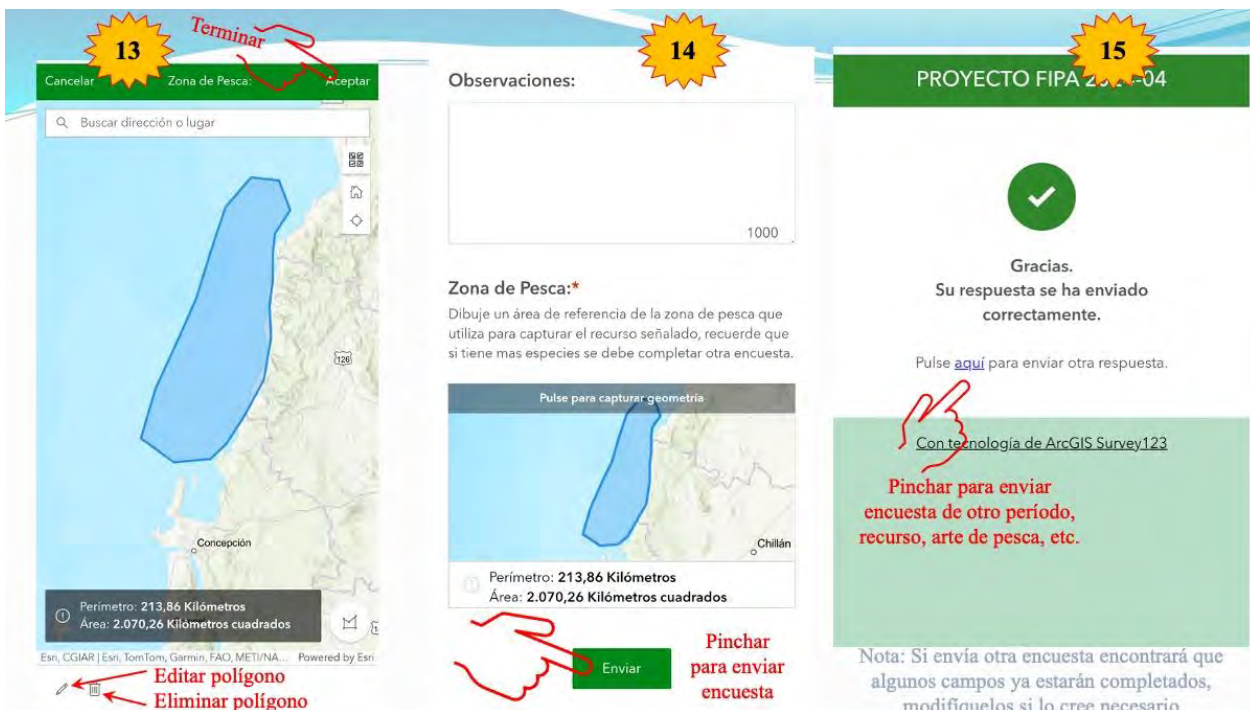 13
Terminar
Cancelar Zona de Pesca: Aceptar
Buscar dirección o lugar
126
Concepción
Perímetro: 213,86 Kilómetros
Área: 2.070,26 Kilómetros cuadrados
Esri, CGIAR | Esri, TomTom, Garmin, FAO, METI/NA... Powered by Esri
Editar polígono
Eliminar polígono
14
Observaciones:
1000
Zona de Pesca:*
Dibuje un área de referencia de la zona de pesca que
utiliza para capturar el recurso señalado, recuerde que
si tiene mas especies se debe completar otra encuesta.
Pulse para capturar geometría
Chillán
Perímetro: 213,86 Kilómetros
Área: 2.070,26 Kilómetros cuadrados
Enviar
Pinchar
para enviar
encuesta
15
PROYECTO FIPA 2 -04
Gracias.
Su respuesta se ha enviado
correctamente.
Pulse aquí para enviar otra respuesta.
Con tecnología de ArcGIS Survey123
Pinchar para enviar
encuesta de otro período,
recurso, arte de pesca, etc.
Nota: Si envía otra encuesta encontrará que
algunos campos ya estarán completados,
modifíquelos si lo cree necesario